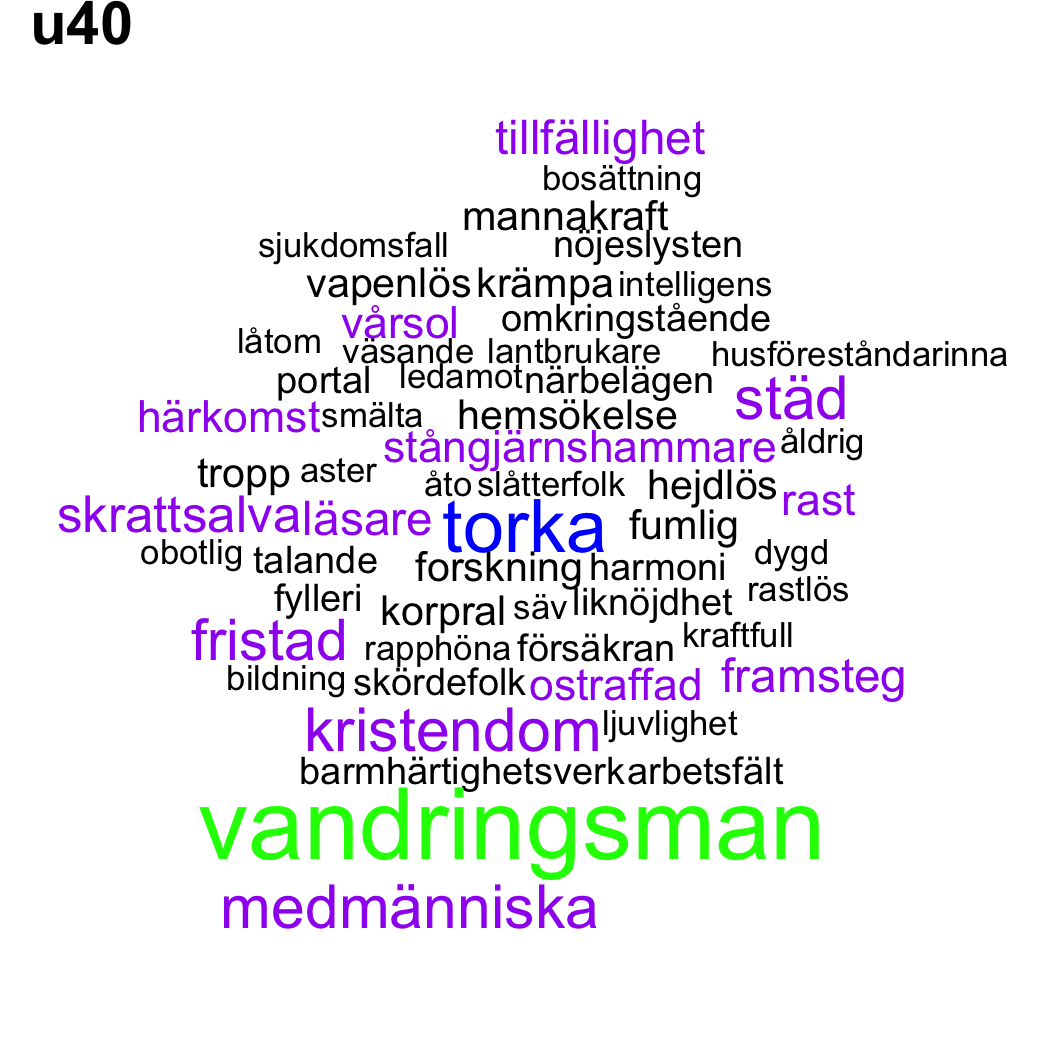 u40
tillfällighet
bosättning
mannakraft
sjukdomsfall nöjeslysten
vapenlös krämpa intelligens
vårsol omkringstående
låtom väsande lantbrukare husföreståndarinna
portal ledamot närbelägen städ
härkomst smälta hemsökelse
stångjärnshammare åldrig
tropp aster åto slåtterfolk hejdlös rast
skrattsalva läsare torka fumlig
obotlig talande forskning harmoni dygd
fylleri korpral säv liknöjdhet rastlös
fristad rapphöna försäkran kraftfull
bildning skördefolk ostraffad framsteg
kristendom ljuvlighet
barmhärtighetsverk arbetsfält
vandringsman
medmänniska